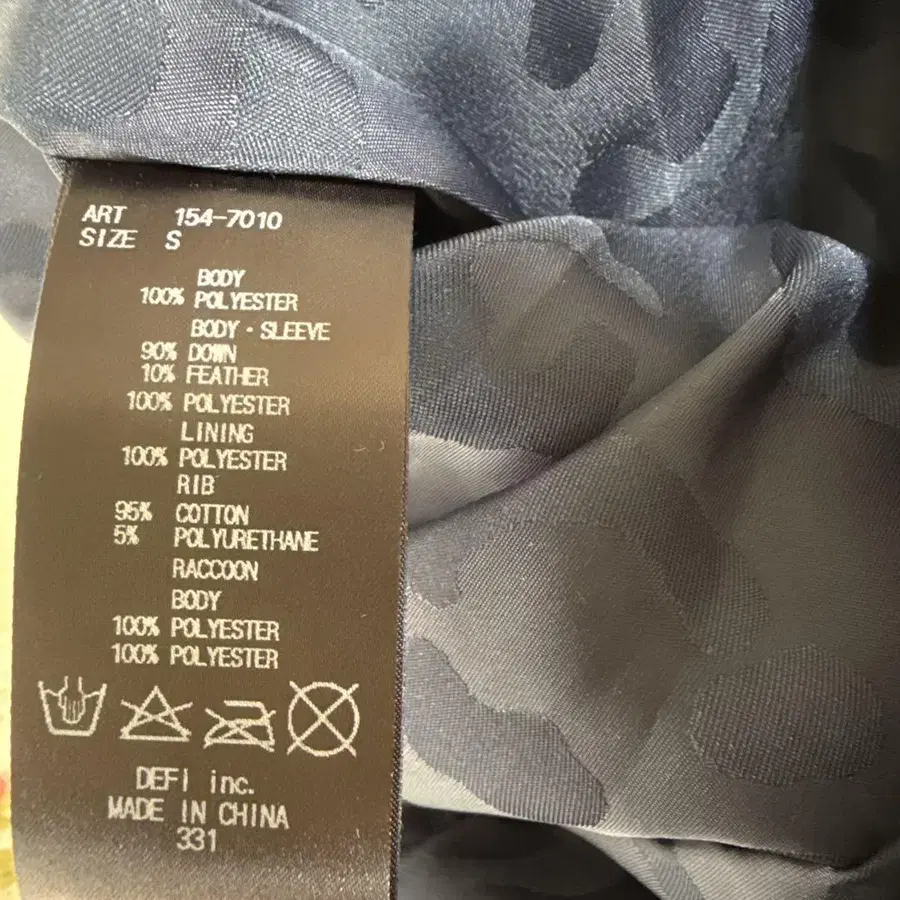 ART 154-7010
SIZE S
BODY
100% POLYESTER
BODY・SLEEVE
90% DOWN
10% FEATHER
100% POLYESTER
LINING
100% POLYESTER
RIB
95% COTTON
5% POLYURETHANE
RACCOON
BODY
100% POLYESTER
100% POLYESTER
DEFI inc.
MADE IN CHINA
331